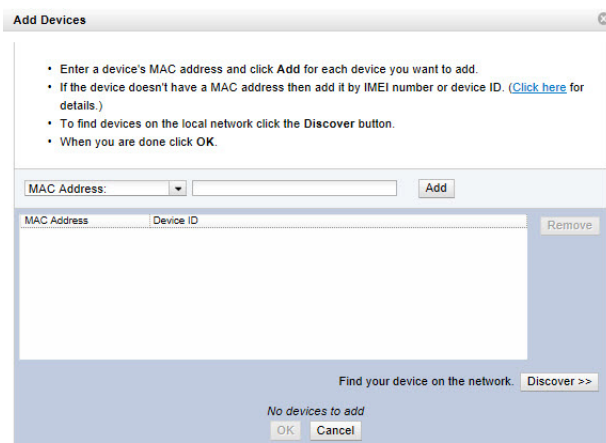 Add Devices
• Enter a device's MAC address and click Add for each device you want to add.
• If the device doesn't have a MAC address then add it by IMEI number or device ID. (Click here for
details.)
• To find devices on the local network click the Discover button.
• When you are done click OK.
MAC Address: Add
MAC Address Device ID
Remove
Find your device on the network. Discover >>
No devices to add
OK Cancel